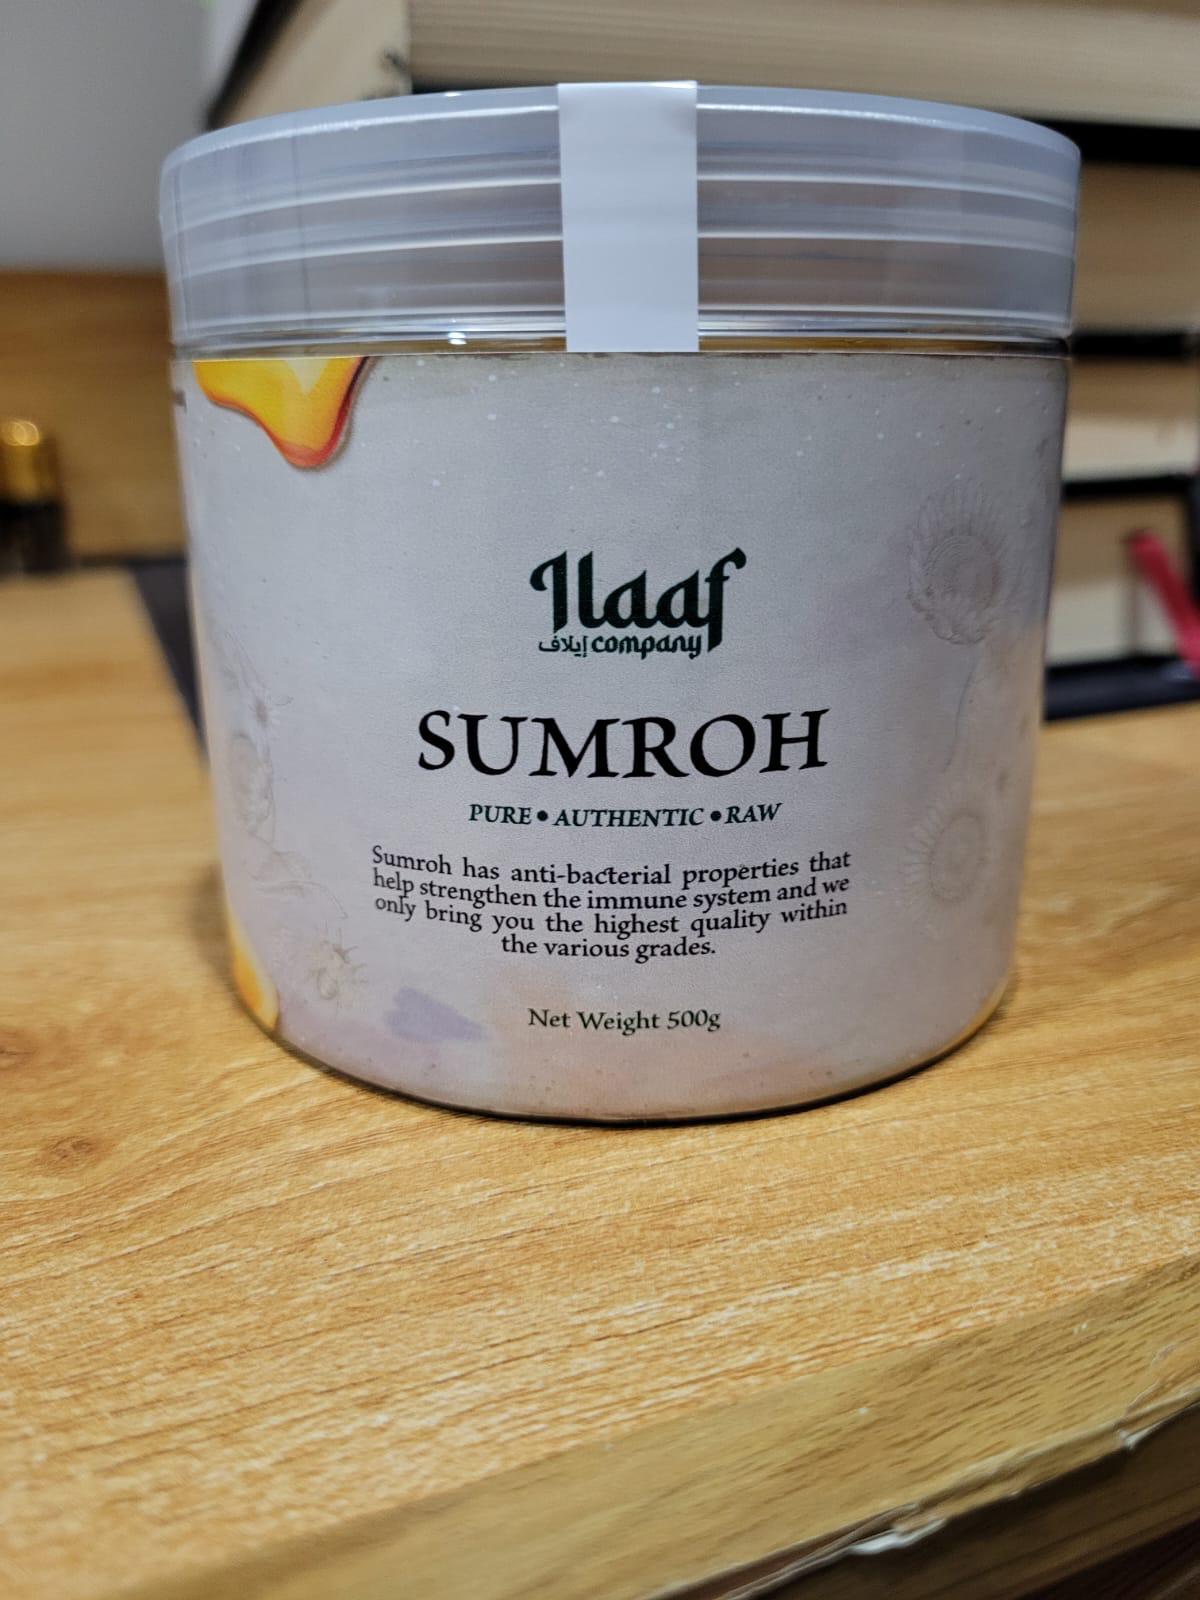 Ilaaf
إيلاف company
SUMROH
PURE • AUTHENTIC • RAW
Sumroh has anti-bacterial properties that
help strengthen the immune system and we
only bring you the highest quality within
the various grades.
Net Weight 500g